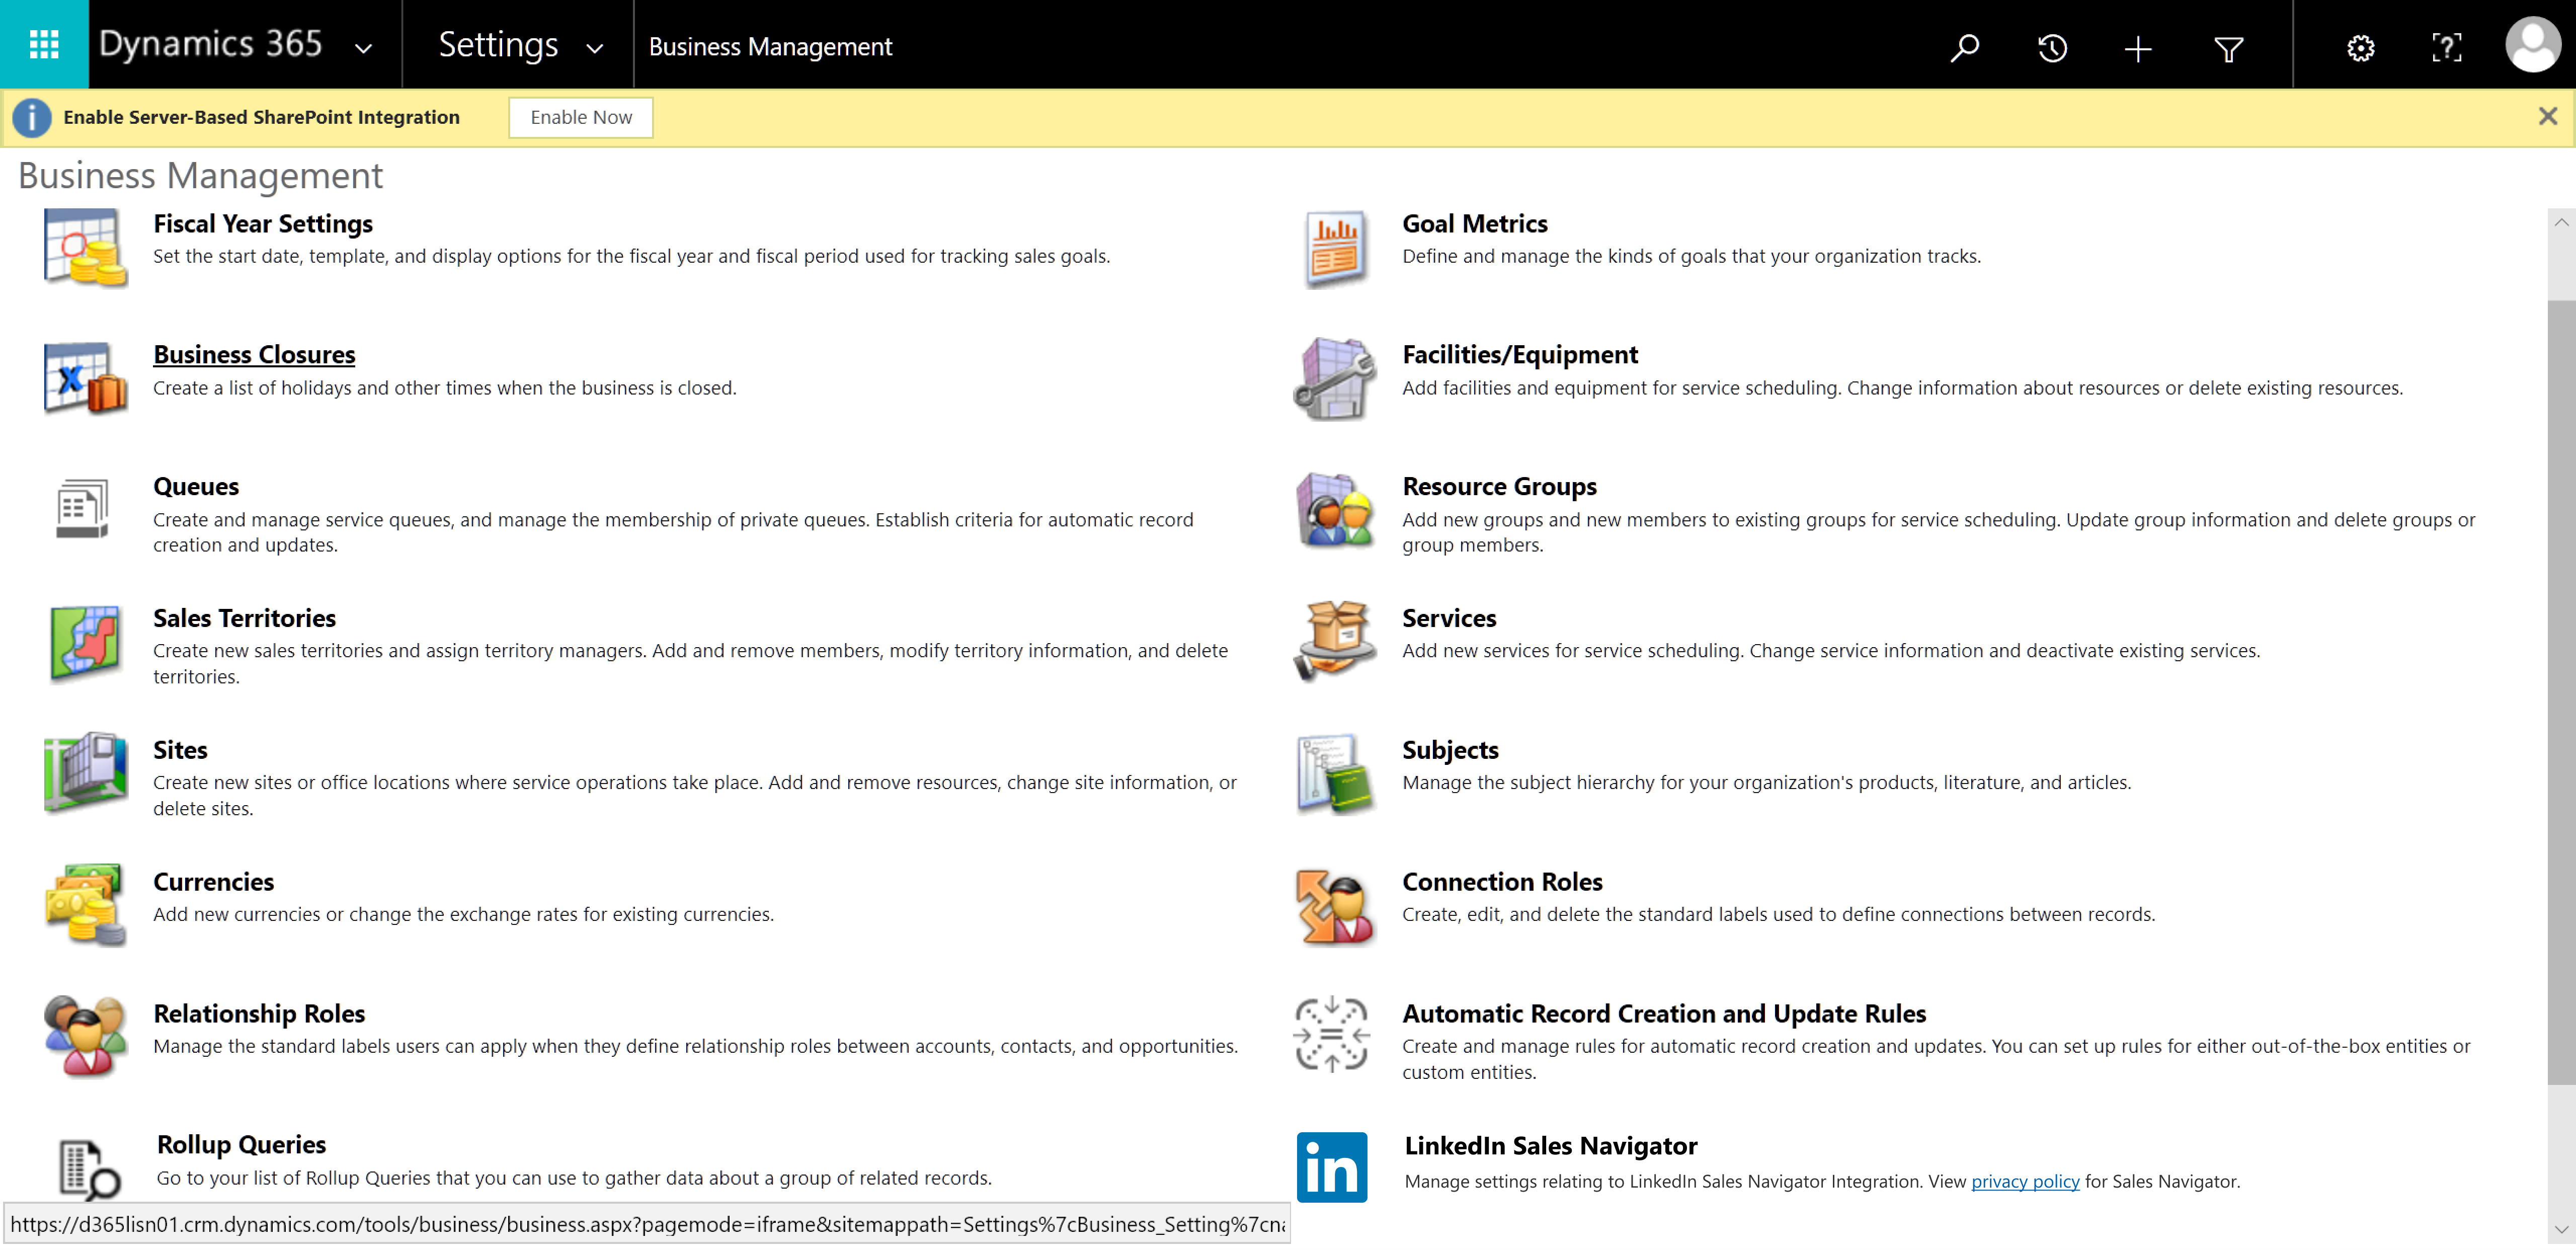 Dynamics 365
Settings
Business Management
Enable Server-Based SharePoint Integration
Enable Now
Business Management
Fiscal Year Settings
Set the start date, template, and display options for the fiscal year and fiscal period used for tracking sales goals.
Goal Metrics
Define and manage the kinds of goals that your organization tracks.
Business Closures
Create a list of holidays and other times when the business is closed.
Facilities/Equipment
Add facilities and equipment for service scheduling. Change information about resources or delete existing resources.
Queues
Create and manage service queues, and manage the membership of private queues. Establish criteria for automatic record
creation and updates.
Resource Groups
Add new groups and new members to existing groups for service scheduling. Update group information and delete groups or
group members.
Sales Territories
Create new sales territories and assign territory managers. Add and remove members, modify territory information, and delete
territories.
Services
Add new services for service scheduling. Change service information and deactivate existing services.
Sites
Create new sites or office locations where service operations take place. Add and remove resources, change site information, or
delete sites.
Subjects
Manage the subject hierarchy for your organization's products, literature, and articles.
Currencies
Add new currencies or change the exchange rates for existing currencies.
Connection Roles
Create, edit, and delete the standard labels used to define connections between records.
Relationship Roles
Manage the standard labels users can apply when they define relationship roles between accounts, contacts, and opportunities.
Automatic Record Creation and Update Rules
Create and manage rules for automatic record creation and updates. You can set up rules for either out-of-the-box entities or
custom entities.
Rollup Queries
Go to your list of Rollup Queries that you can use to gather data about a group of related records.
in
LinkedIn Sales Navigator
Manage settings relating to LinkedIn Sales Navigator Integration. View privacy policy for Sales Navigator.
https://d365lisn01.crm.dynamics.com/tools/business/business.aspx?pagemode=iframe&sitemappath=Settings%7cBusiness_Setting%7cna